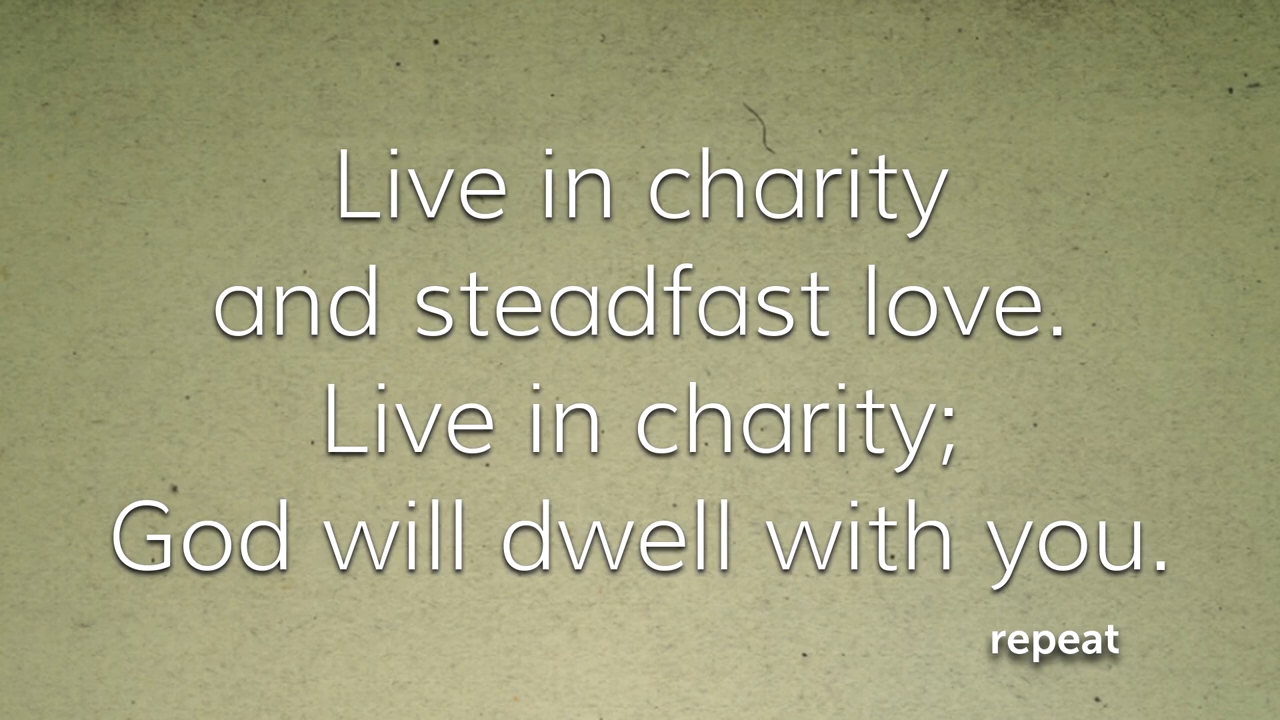 Live in charity
and steadfast love.
Live in charity;
God will dwell with you.
repeat